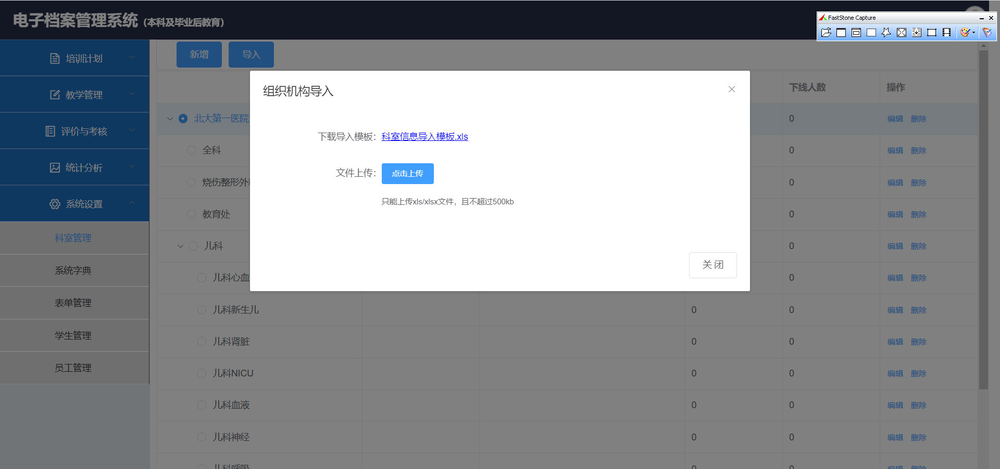 电子档案管理系统 (本科及毕业后教育)
FastStone Capture
培训计划
教学管理
评价与考核
统计分析
系统设置
科室管理
系统字典
表单管理
学生管理
员工管理
新增 导入
下线人数 操作
北大第一医院 0 编辑 删除
全科 0 编辑 删除
烧伤整形外 0 编辑 删除
教育处 0 编辑 删除
儿科 0 编辑 删除
儿科心血 0 编辑 删除
儿科新生儿 0 0 编辑 删除
儿科肾脏 0 0 编辑 删除
儿科NICU 0 0 编辑 删除
儿科血液 0 0 编辑 删除
儿科神经 0 0 编辑 删除
儿科呼吸 0 0 编辑 删除
组织机构导入
下载导入模板: 科室信息导入模板.xls
文件上传: 点击上传
只能上传xls/xlsx文件，且不超过500kb
关 闭